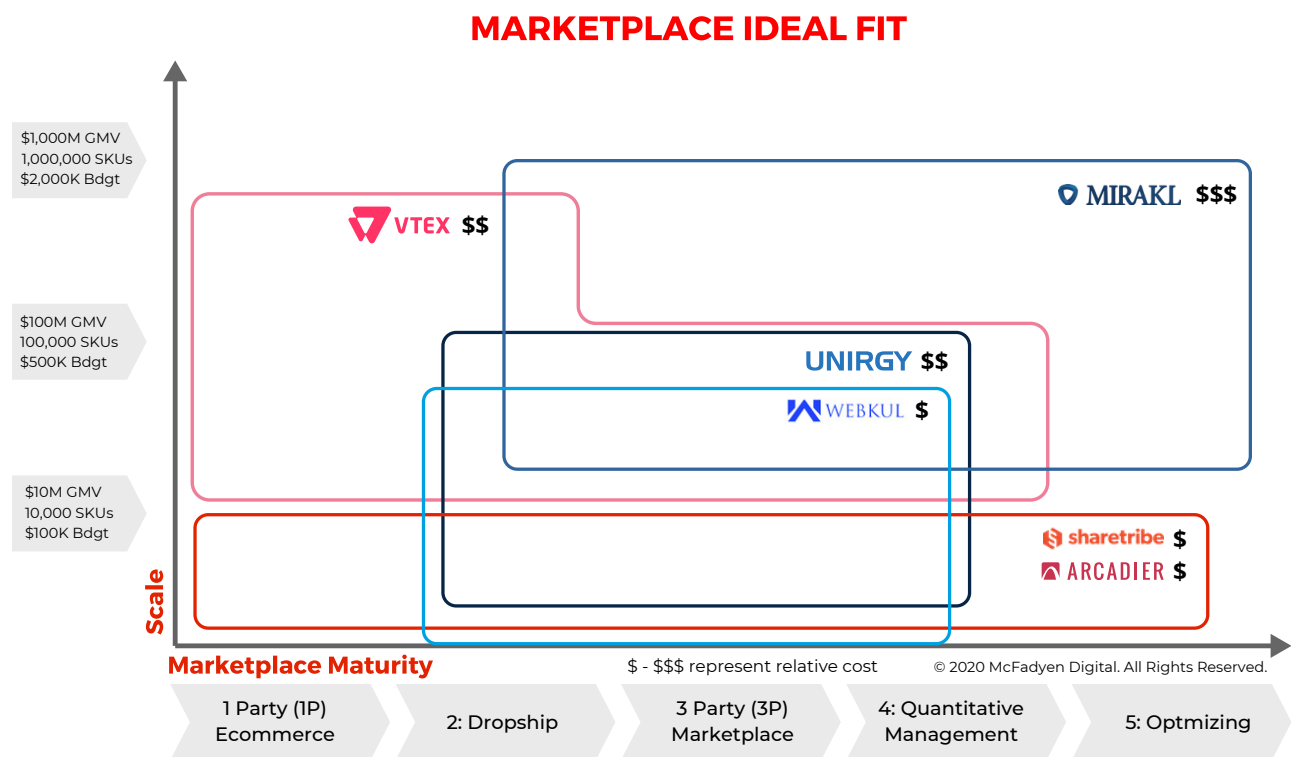 MARKETPLACE IDEAL FIT
$1,000M GMV
1,000,000 SKUs
$2,000K Bdgt
MIRAKL $$$
VTEX $$
$100M GMV
100,000 SKUs
$500K Bdgt
UNIRGY $$
WEBKUL $
$10M GMV
10,000 SKUs
$100K Bdgt
sharetribe $
ARCADIER $
Scale
Marketplace Maturity
$ - $$$ represent relative cost
© 2020 McFadyen Digital. All Rights Reserved.
1 Party (1P)
Ecommerce
2: Dropship
3 Party (3P)
Marketplace
4: Quantitative
Management
5: Optmizing